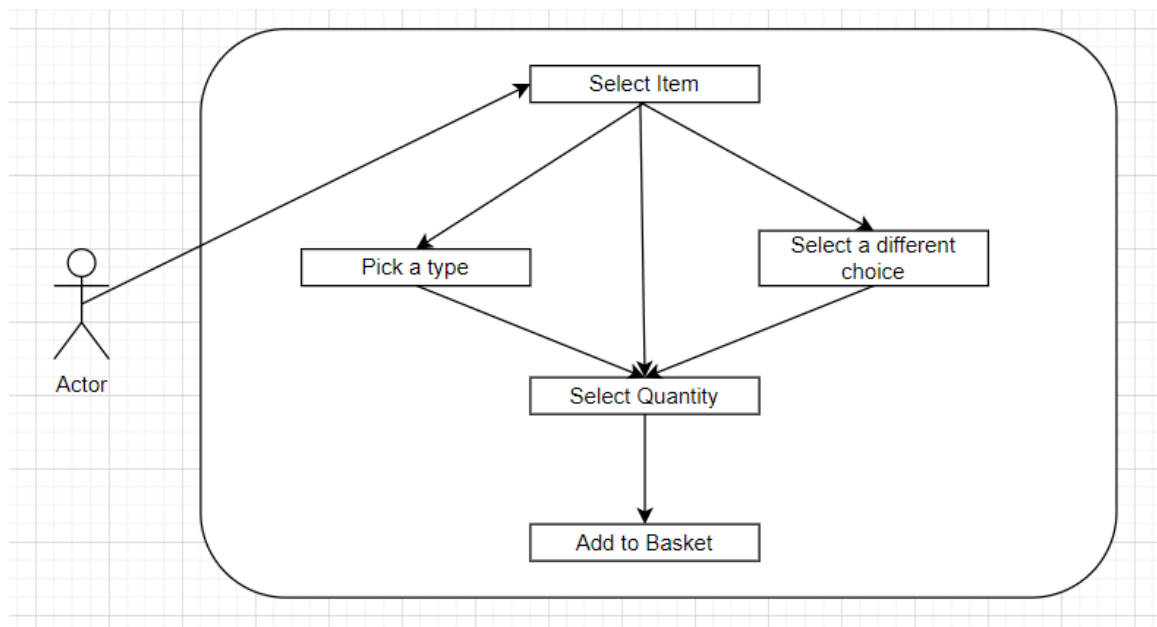 Select Item
Pick a type
Select a different
choice
Actor
Select Quantity
Add to Basket